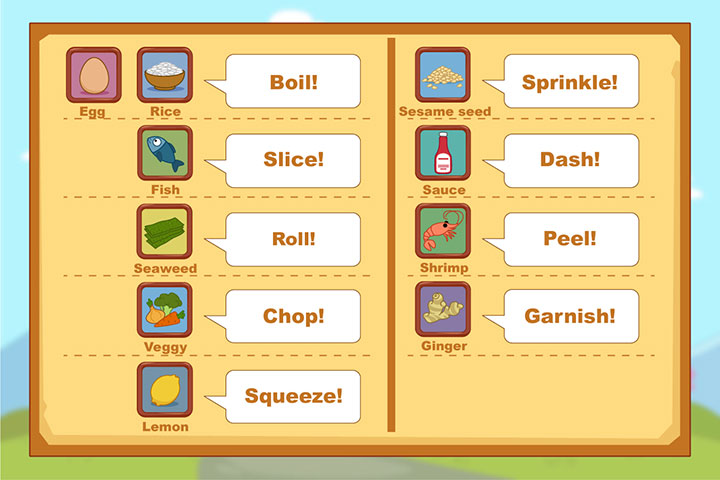 Boil!
Egg
Rice
Slice!
Fish
Roll!
Seaweed
Chop!
Veggy
Squeeze!
Lemon
Sprinkle!
Sesame seed
Dash!
Sauce
Peel!
Shrimp
Garnish!
Ginger